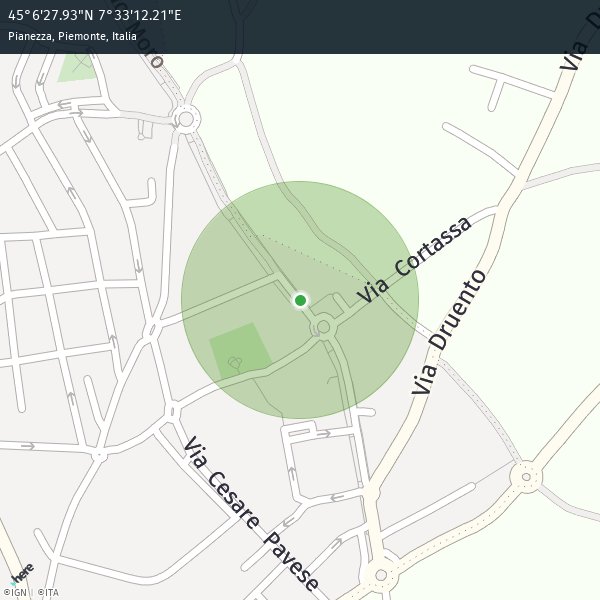 45°6'27.93"N 7°33'12.21"E
Pianezza, Piemonte, Italia
Moro
Via
Via Cortassa
Via Druento
Via Cesare Pavese
here
©IGN | ©ITA